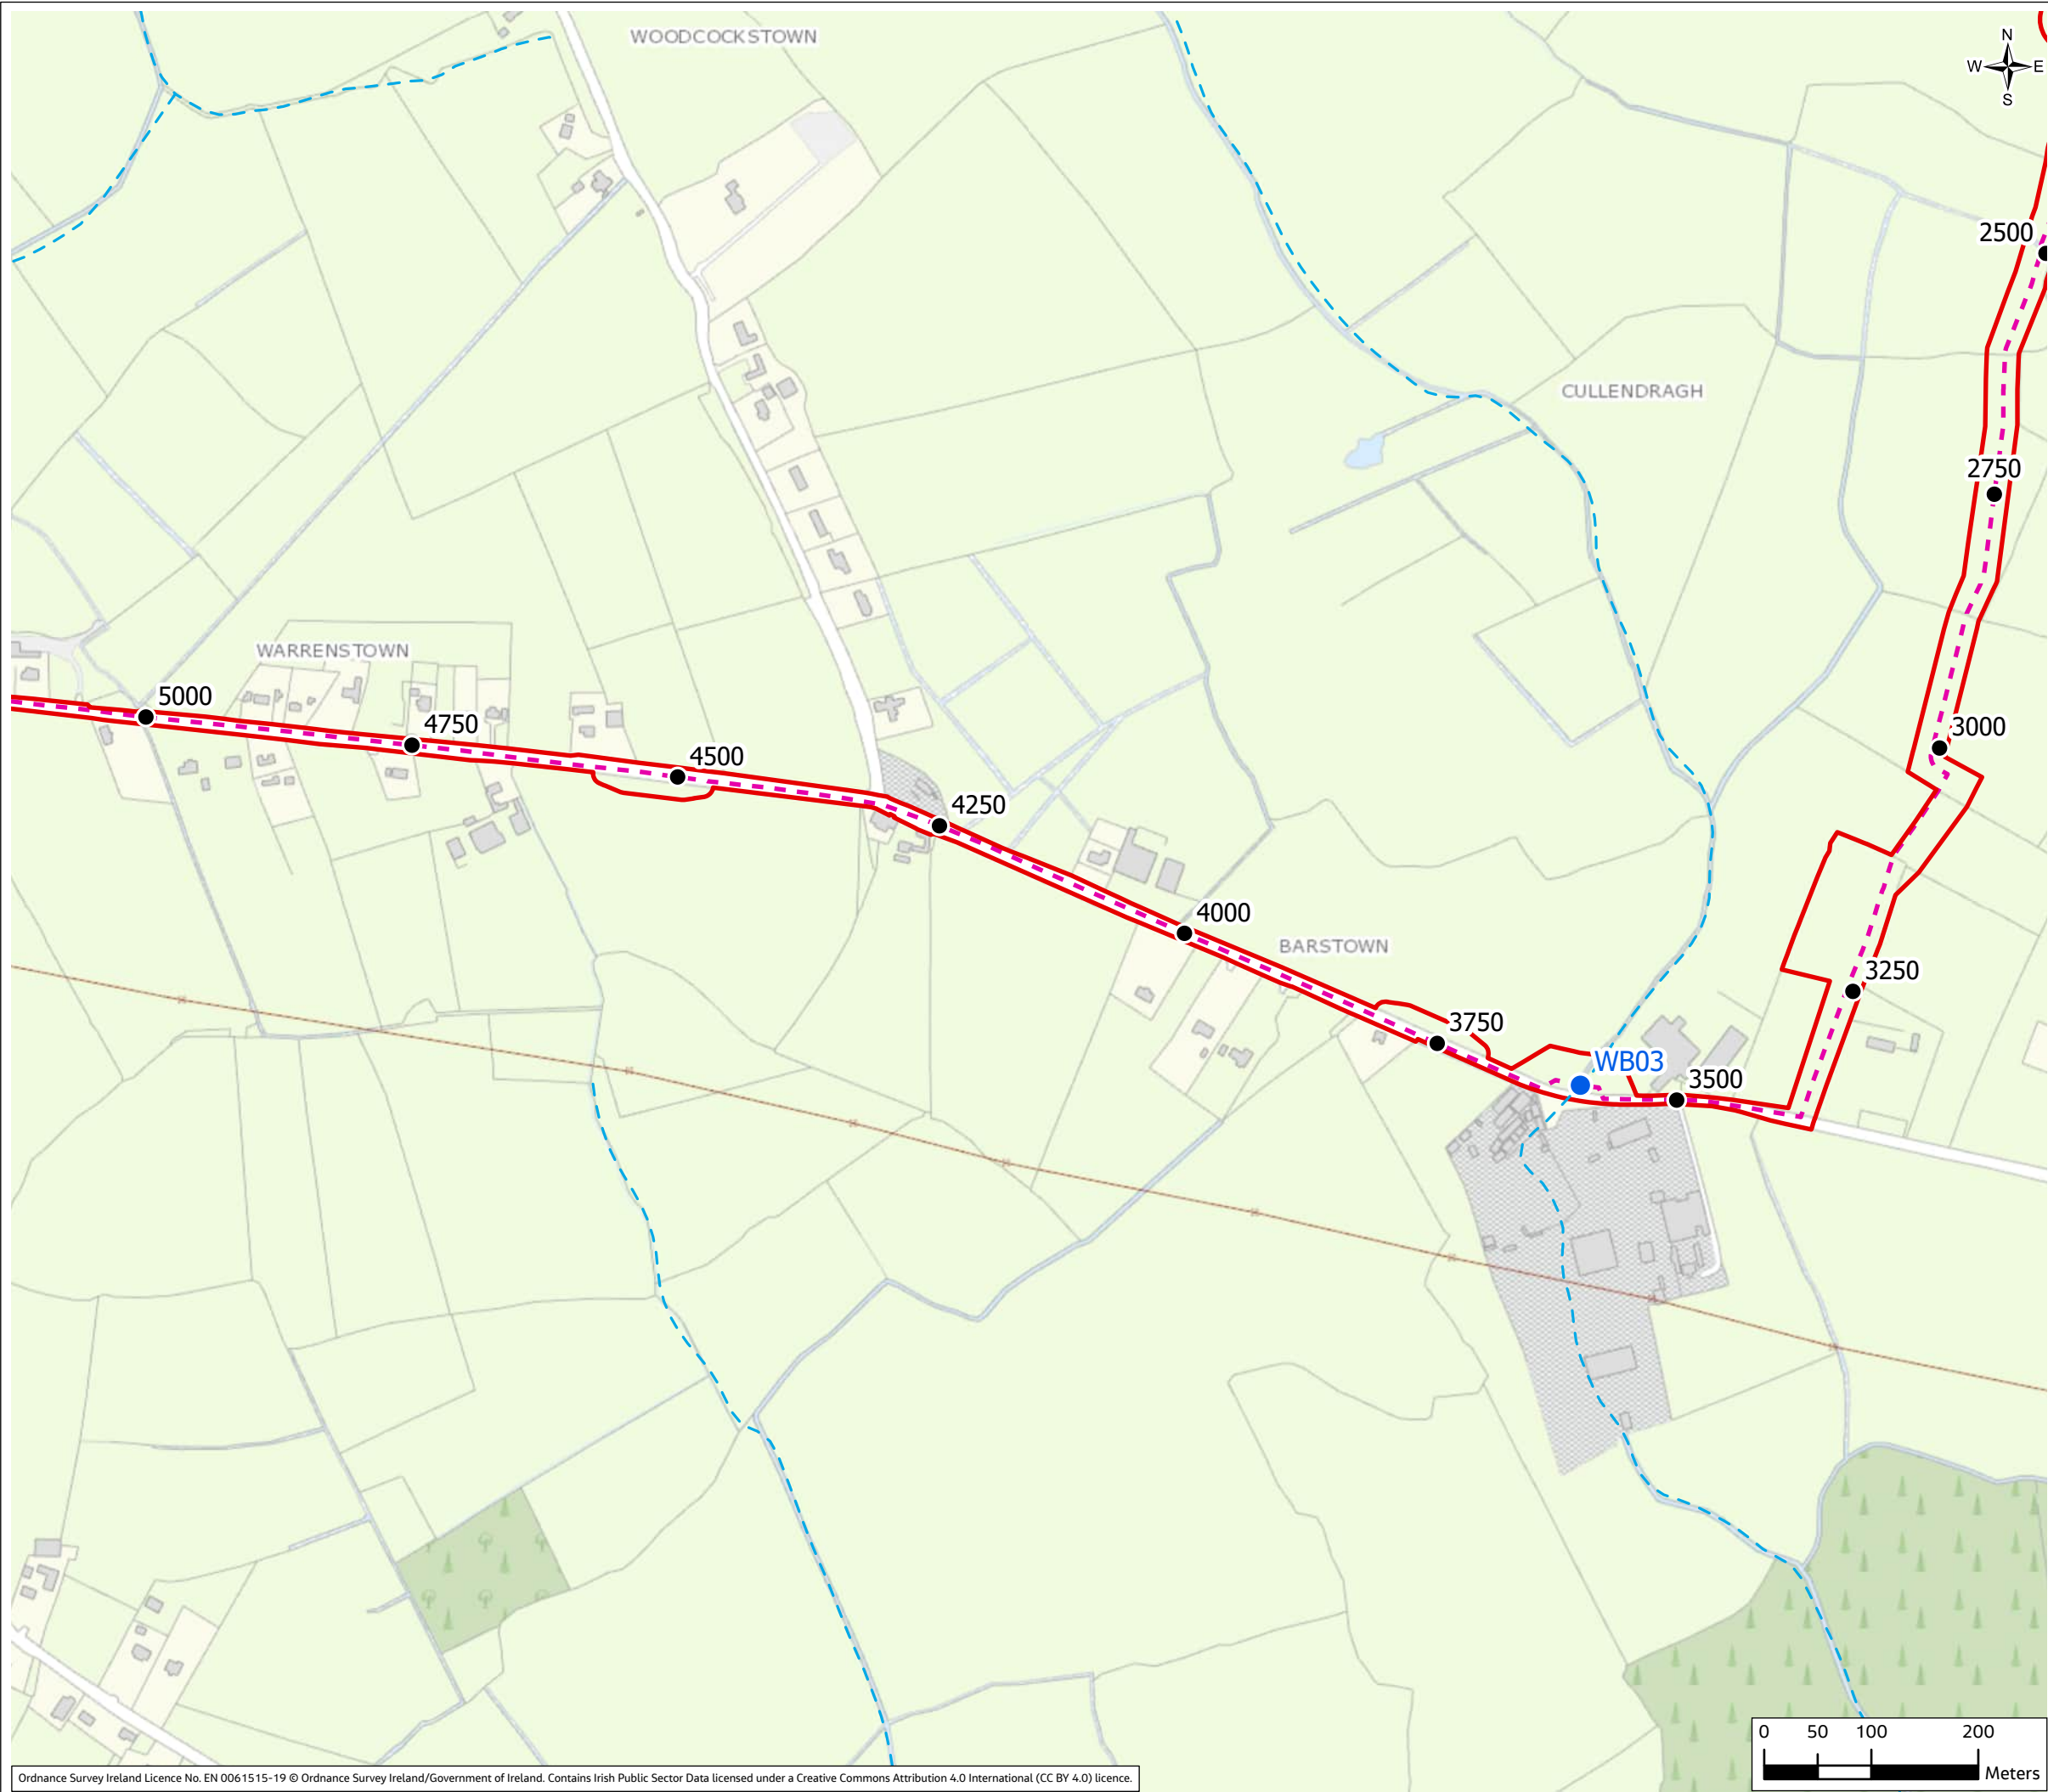 WOODCOCKSTOWN
N
W E
S
2500
CULLENDRAGH
2750
WARRENSTOWN
5000
4750
3000
4500
4250
4000
BARSTOWN
3250
3750
WB03
3500
0 50 100 200
Meters
Ordnance Survey Ireland Licence No. EN 0061515-19 © Ordnance Survey Ireland/Government of Ireland. Contains Irish Public Sector Data licensed under a Creative Commons Attribution 4.0 International (CC BY 4.0) licence.